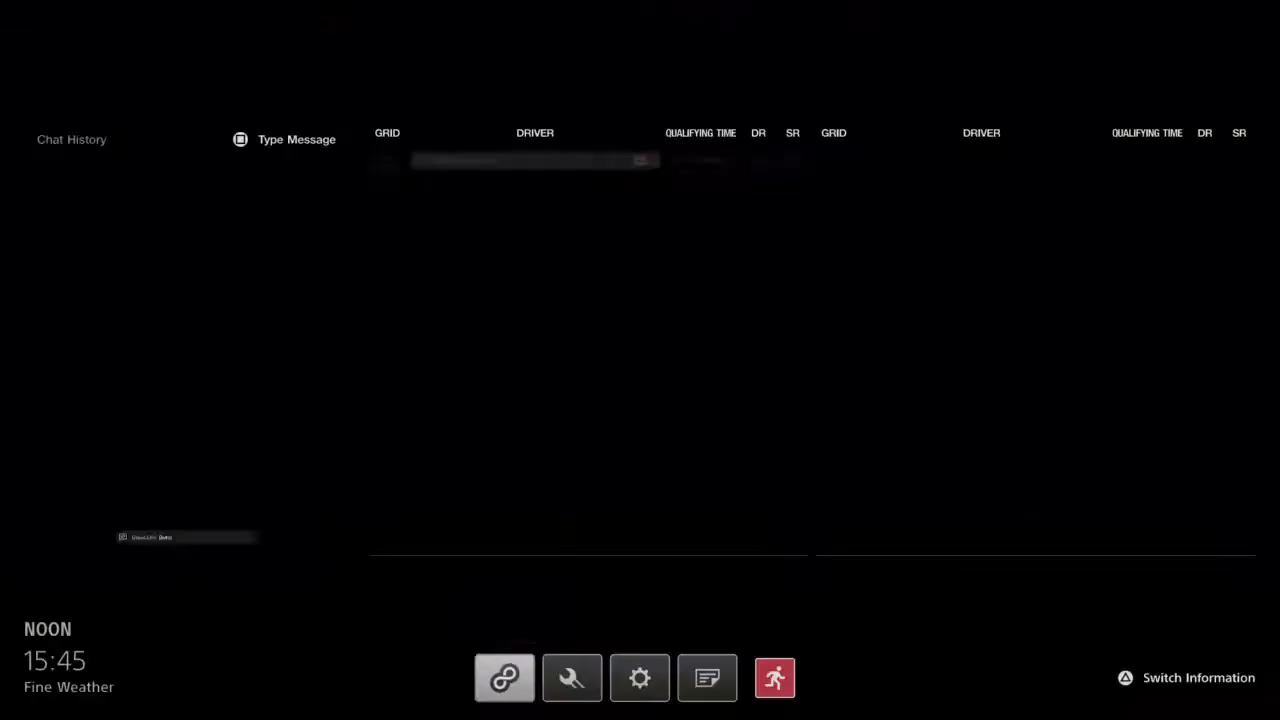 Chat History
Type Message
GRID DRIVER QUALIFYING TIME DR SR GRID DRIVER QUALIFYING TIME DR SR
NOON
15:45
Fine Weather
Switch Information